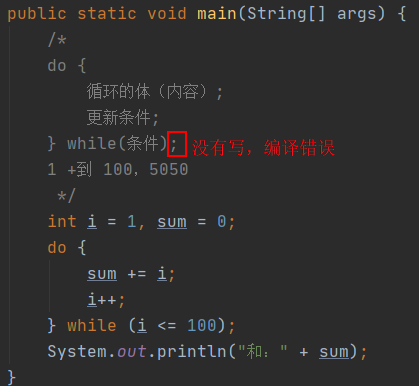 public static void main(String[] args) {
/*
do {
循环的体（内容）;
更新条件;
} while(条件); 没有写，编译错误
1 +到 100，5050
*/
int i = 1, sum = 0;
do {
sum += i;
i++;
} while (i <= 100);
System.out.println("和：" + sum);
}